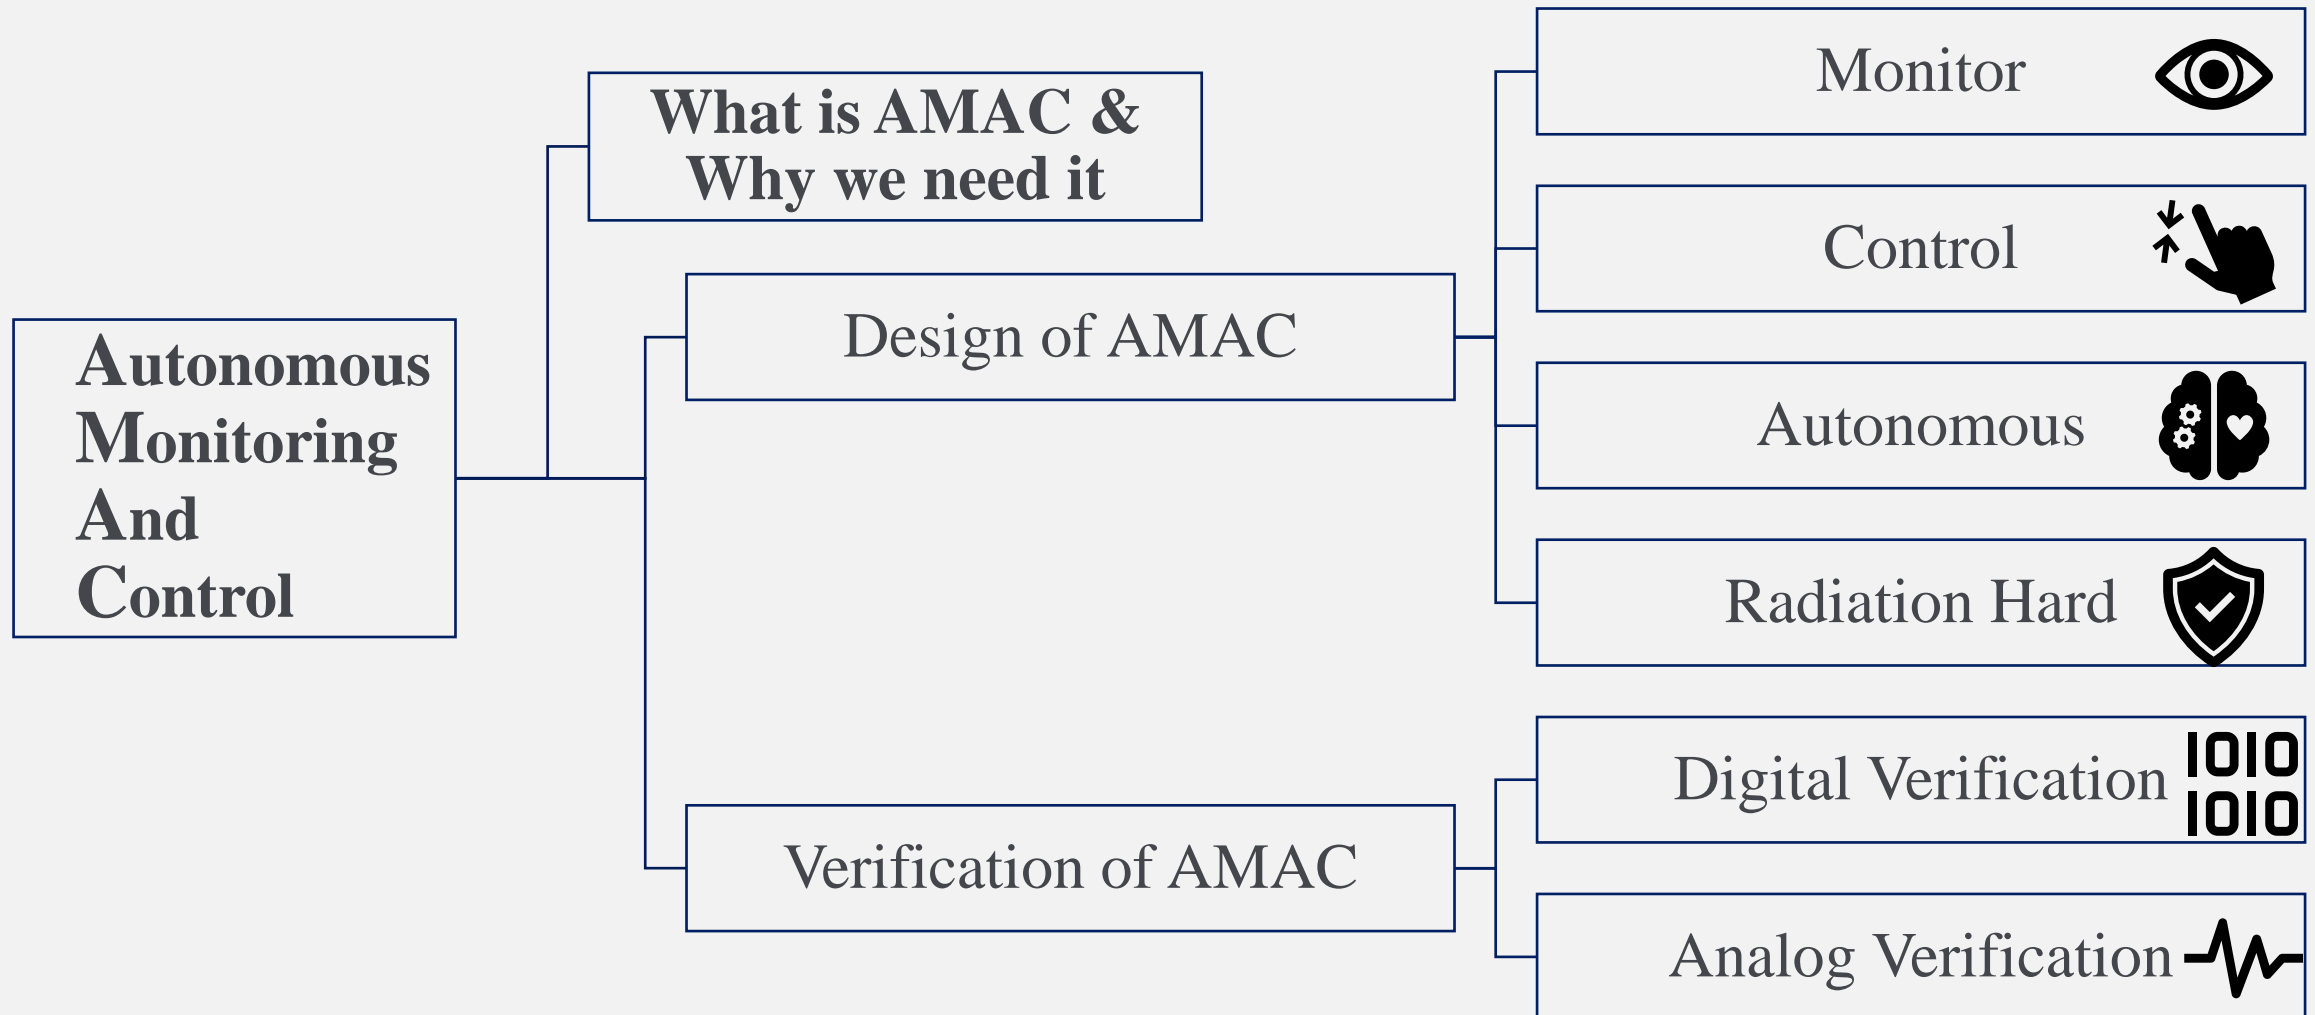 Autonomous
Monitoring
And
Control
What is AMAC &
Why we need it
Design of AMAC
Monitor
Control
Autonomous
Radiation Hard
Verification of AMAC
Digital Verification
1010
1010
Analog Verification